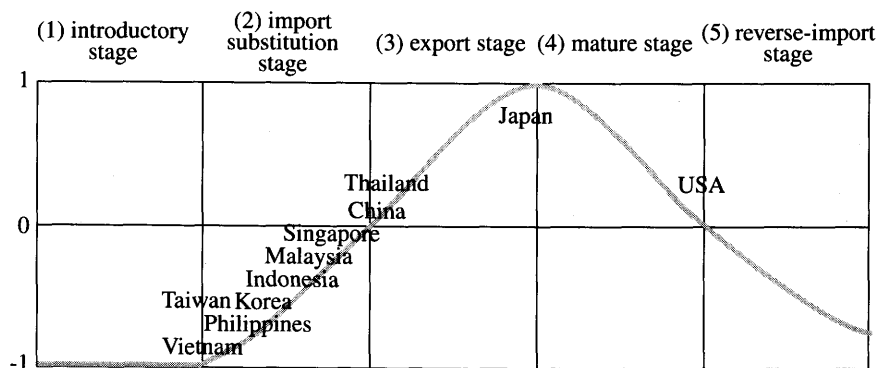 (1) introductory
stage
(2) import
substitution
stage
(3) export stage
(4) mature stage
(5) reverse-import
stage
1
Japan
Thailand
USA
China
0
Singapore
Malaysia
Indonesia
Taiwan Korea
Philippines
Vietnam
-1